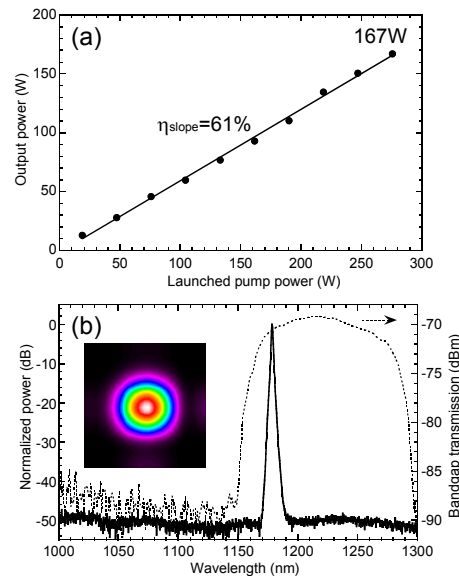 (a)
167W
ηslope=61%
Output power (W)
200
150
100
50
0
0 50 100 150 200 250 300
Launched pump power (W)
(b)
Normalized power (dB)
0
-10
-20
-30
-40
-50
Bandgap transmission (dBm)
-70
-75
-80
-85
-90
1000 1050 1100 1150 1200 1250 1300
Wavelength (nm)